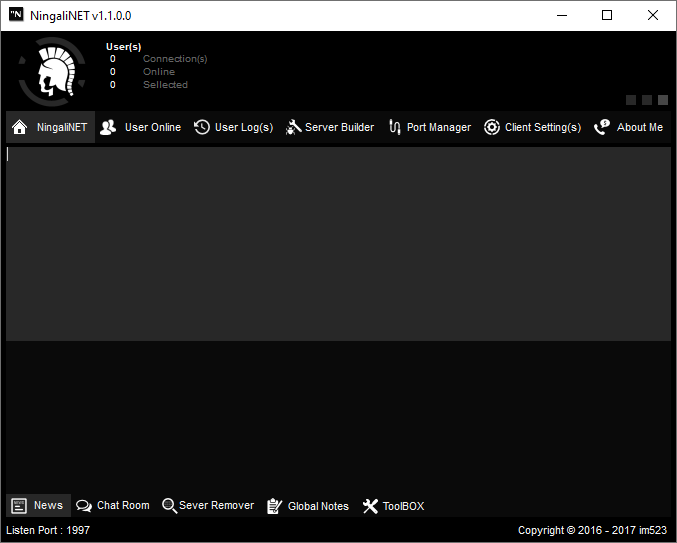 NingaliNET v1.1.0.0
User(s)
0 Connection(s)
0 Online
0 Sellected
NingaliNET User Online User Log(s) Server Builder Port Manager Client Setting(s) About Me
News Chat Room Sever Remover Global Notes ToolBOX
Listen Port : 1997 Copyright © 2016 - 2017 im523